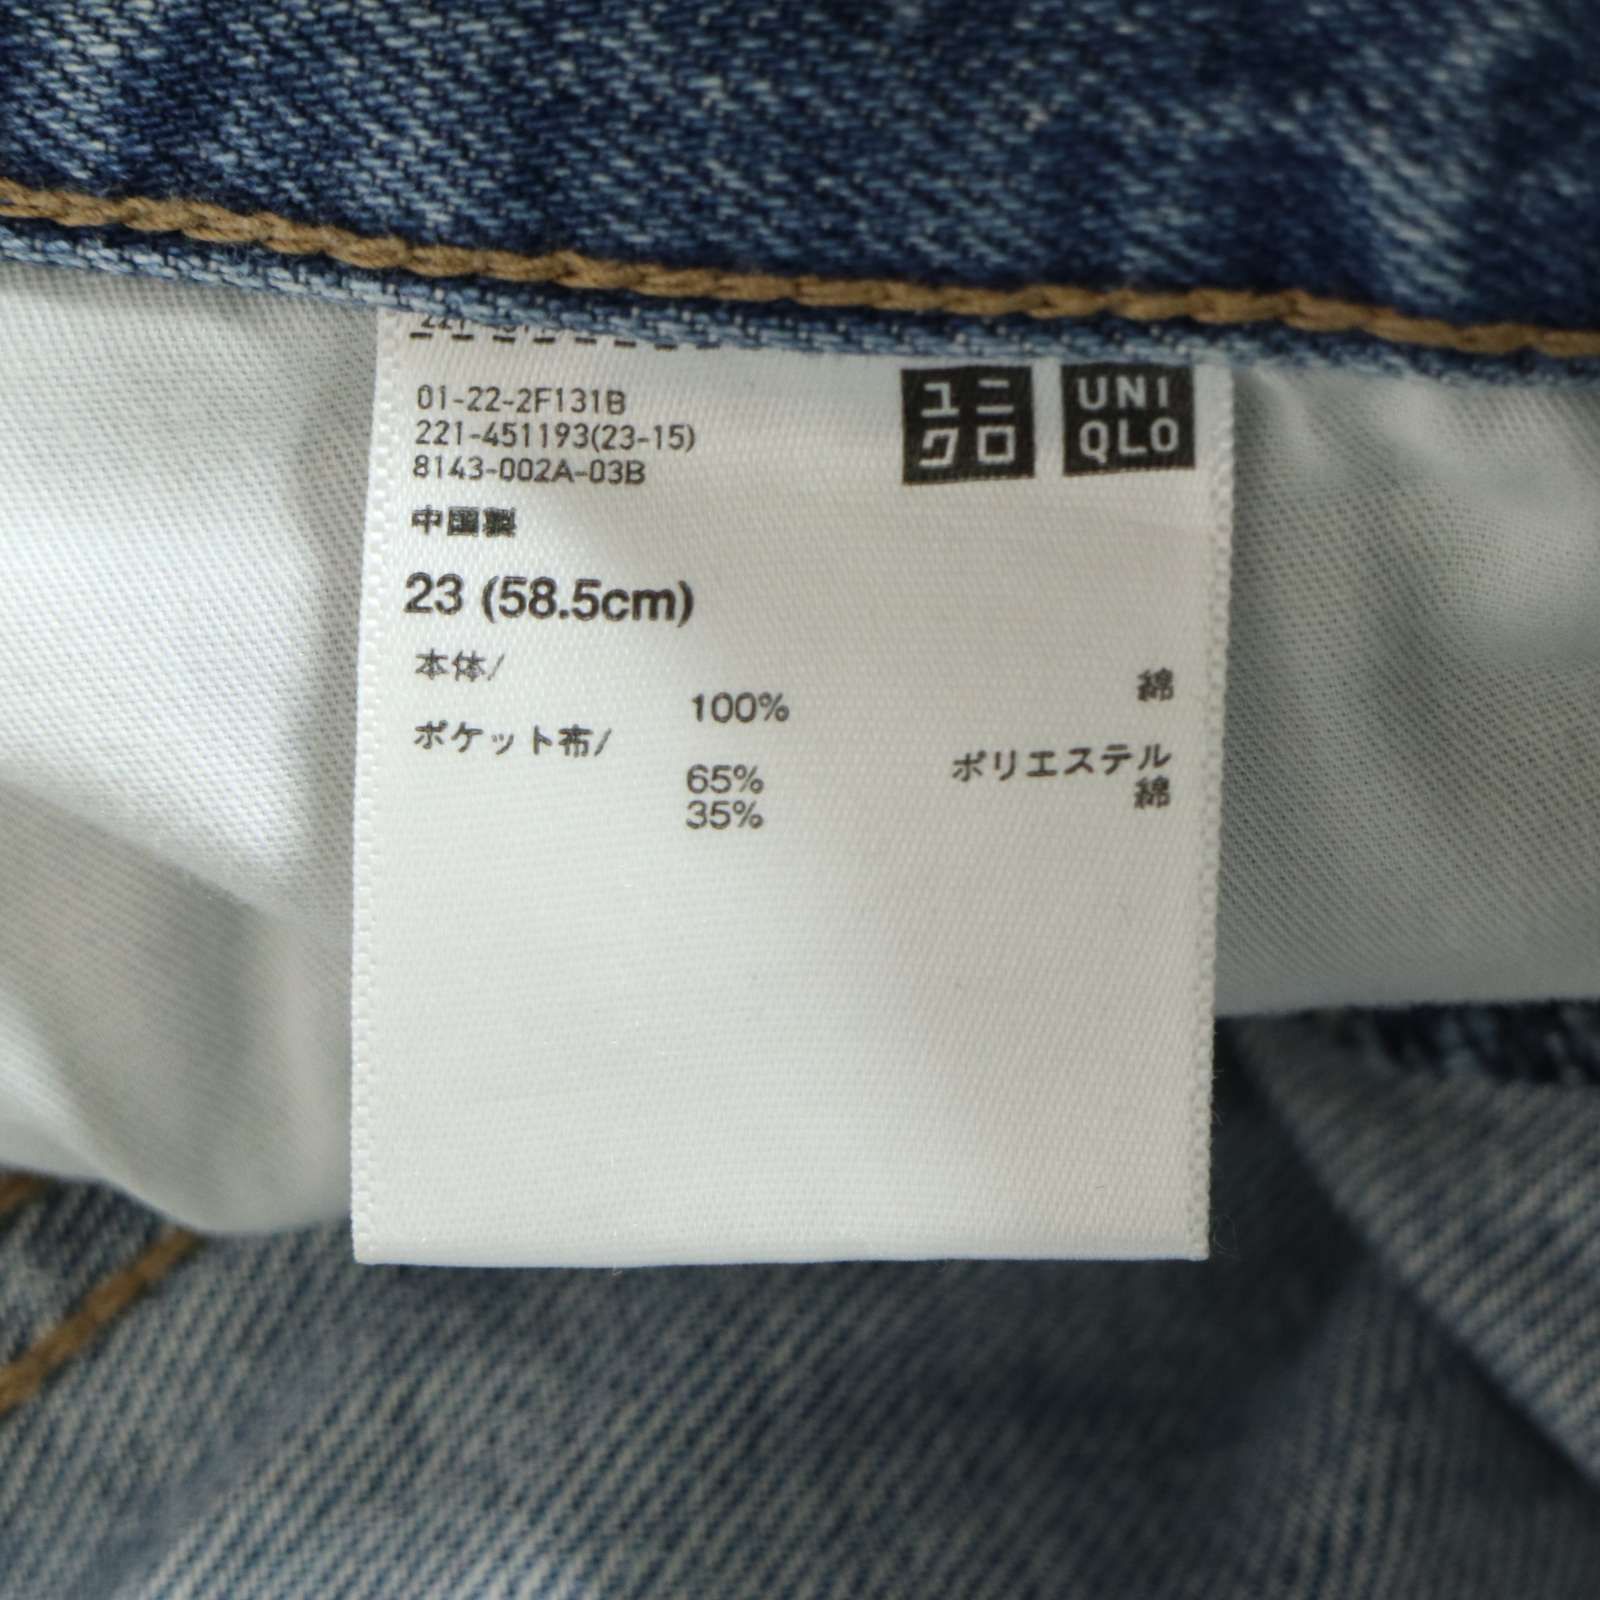 01-22-2F131B
221-451193(23-15)
8143-002A-03B
ユニ
クロ
UNI
QLO
中国製
23 (58.5cm)
本体/
100% 綿
ポケット布/
65% ポリエステル
35% 綿